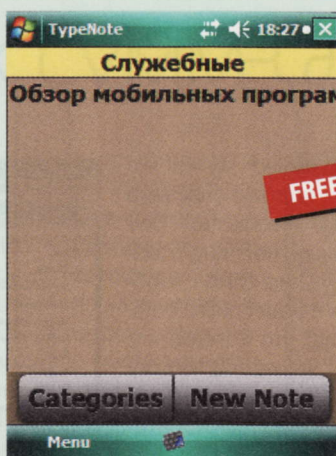 TypeNote 18:27
Служебные
Обзор мобильных програм
FREE
Categories New Note
Menu